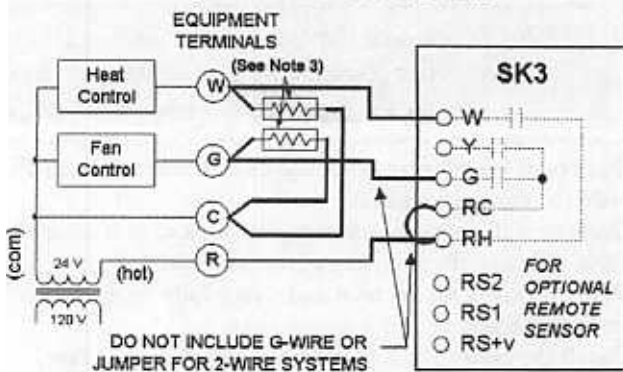 EQUIPMENT
TERMINALS
(See Note 3)
Heat
Control
W
SK3
W
Fan
Control
G
Y
G
C
RC
(com)
R
RH
24 V
(hot)
120 V
RS2
RS1
RS+v
FOR
OPTIONAL
REMOTE
SENSOR
DO NOT INCLUDE G-WIRE OR
JUMPER FOR 2-WIRE SYSTEMS